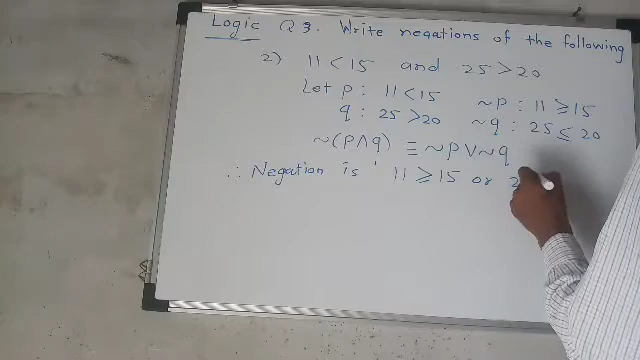 Logic Q 3. Write negations of the following
2) 11 < 15 and 25 > 20
Let p : 11 < 15 ~p : 11 ≥ 15
q : 25 > 20 ~q : 25 ≤ 20
~(p∧q) ≡ ~p∨~q
∴ Negation is ' 11 ≥ 15 or 2